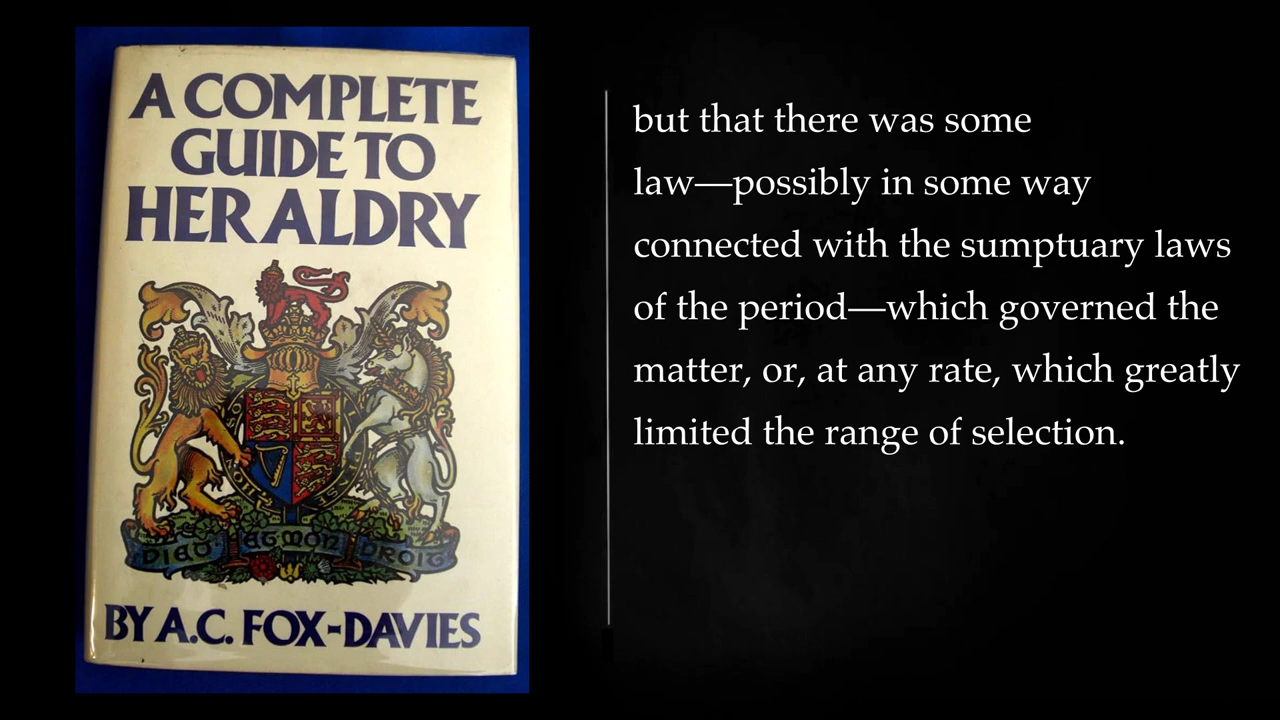 A COMPLETE
GUIDE TO
HERALDRY
DIEU ET MON DROIT
BY A.C. FOX-DAVIES
but that there was some
law—possibly in some way
connected with the sumptuary laws
of the period—which governed the
matter, or, at any rate, which greatly
limited the range of selection.